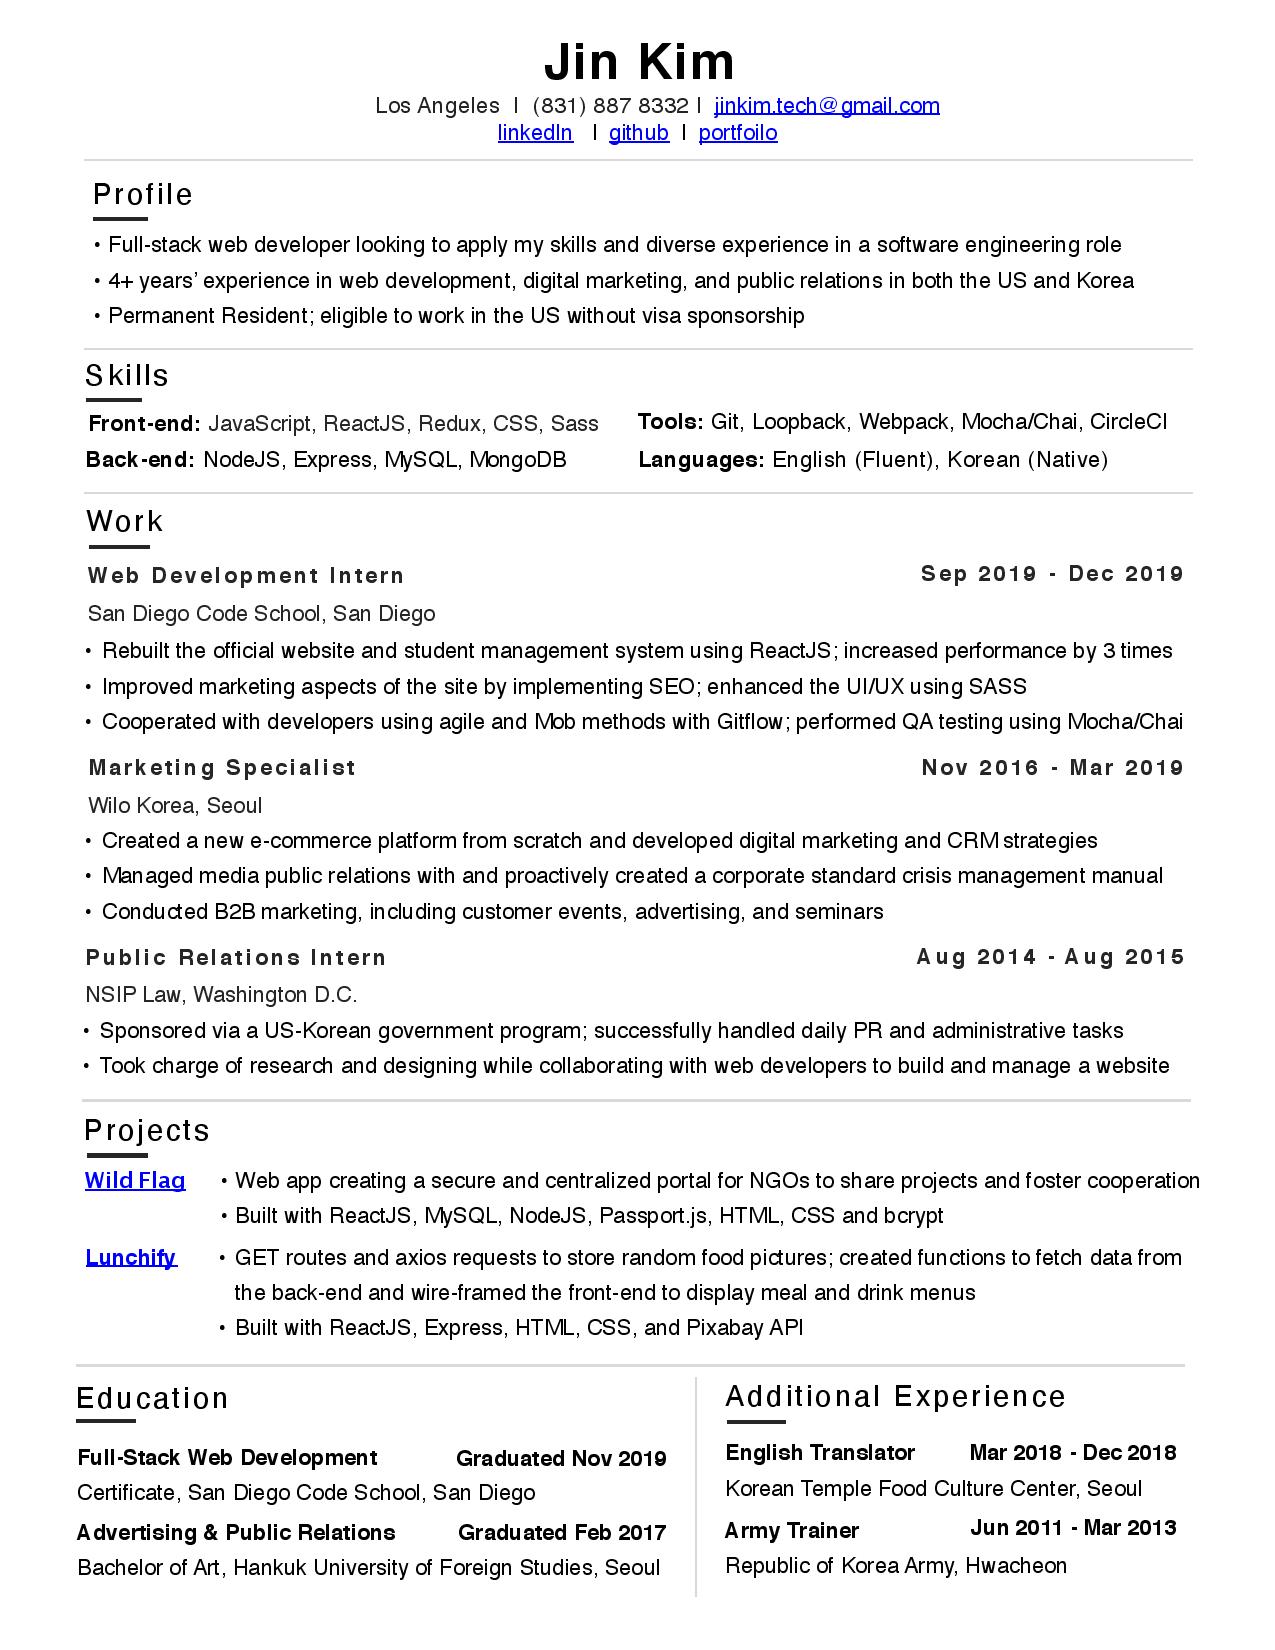 Jin Kim
Los Angeles | (831) 887 8332 | jinkim.tech@gmail.com
linkedIn | github | portfoilo
Profile
• Full-stack web developer looking to apply my skills and diverse experience in a software engineering role
• 4+ years’ experience in web development, digital marketing, and public relations in both the US and Korea
• Permanent Resident; eligible to work in the US without visa sponsorship
Skills
Front-end: JavaScript, ReactJS, Redux, CSS, Sass
Back-end: NodeJS, Express, MySQL, MongoDB
Tools: Git, Loopback, Webpack, Mocha/Chai, CircleCI
Languages: English (Fluent), Korean (Native)
Work
Web Development Intern Sep 2019 - Dec 2019
San Diego Code School, San Diego
• Rebuilt the official website and student management system using ReactJS; increased performance by 3 times
• Improved marketing aspects of the site by implementing SEO; enhanced the UI/UX using SASS
• Cooperated with developers using agile and Mob methods with Gitflow; performed QA testing using Mocha/Chai
Marketing Specialist Nov 2016 - Mar 2019
Wilo Korea, Seoul
• Created a new e-commerce platform from scratch and developed digital marketing and CRM strategies
• Managed media public relations with and proactively created a corporate standard crisis management manual
• Conducted B2B marketing, including customer events, advertising, and seminars
Public Relations Intern Aug 2014 - Aug 2015
NSIP Law, Washington D.C.
• Sponsored via a US-Korean government program; successfully handled daily PR and administrative tasks
• Took charge of research and designing while collaborating with web developers to build and manage a website
Projects
Wild Flag • Web app creating a secure and centralized portal for NGOs to share projects and foster cooperation
• Built with ReactJS, MySQL, NodeJS, Passport.js, HTML, CSS and bcrypt
Lunchify • GET routes and axios requests to store random food pictures; created functions to fetch data from
the back-end and wire-framed the front-end to display meal and drink menus
• Built with ReactJS, Express, HTML, CSS, and Pixabay API
Education
Full-Stack Web Development Graduated Nov 2019
Certificate, San Diego Code School, San Diego
Advertising & Public Relations Graduated Feb 2017
Bachelor of Art, Hankuk University of Foreign Studies, Seoul
Additional Experience
English Translator Mar 2018 - Dec 2018
Korean Temple Food Culture Center, Seoul
Army Trainer Jun 2011 - Mar 2013
Republic of Korea Army, Hwacheon